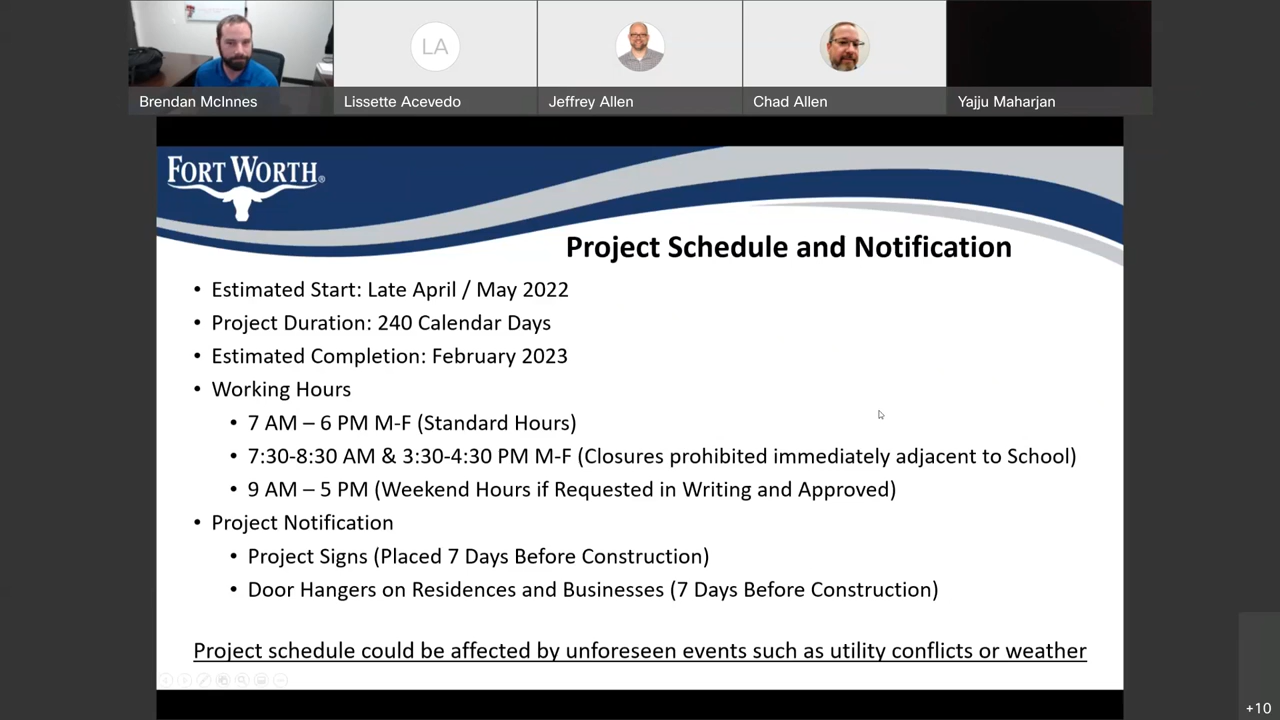 Brendan McInnes
LA
Lissette Acevedo
Jeffrey Allen
Chad Allen
Yajju Maharjan
FORT WORTH®
Project Schedule and Notification
• Estimated Start: Late April / May 2022
• Project Duration: 240 Calendar Days
• Estimated Completion: February 2023
• Working Hours
• 7 AM – 6 PM M-F (Standard Hours)
• 7:30-8:30 AM & 3:30-4:30 PM M-F (Closures prohibited immediately adjacent to School)
• 9 AM – 5 PM (Weekend Hours if Requested in Writing and Approved)
• Project Notification
• Project Signs (Placed 7 Days Before Construction)
• Door Hangers on Residences and Businesses (7 Days Before Construction)
Project schedule could be affected by unforeseen events such as utility conflicts or weather
+10